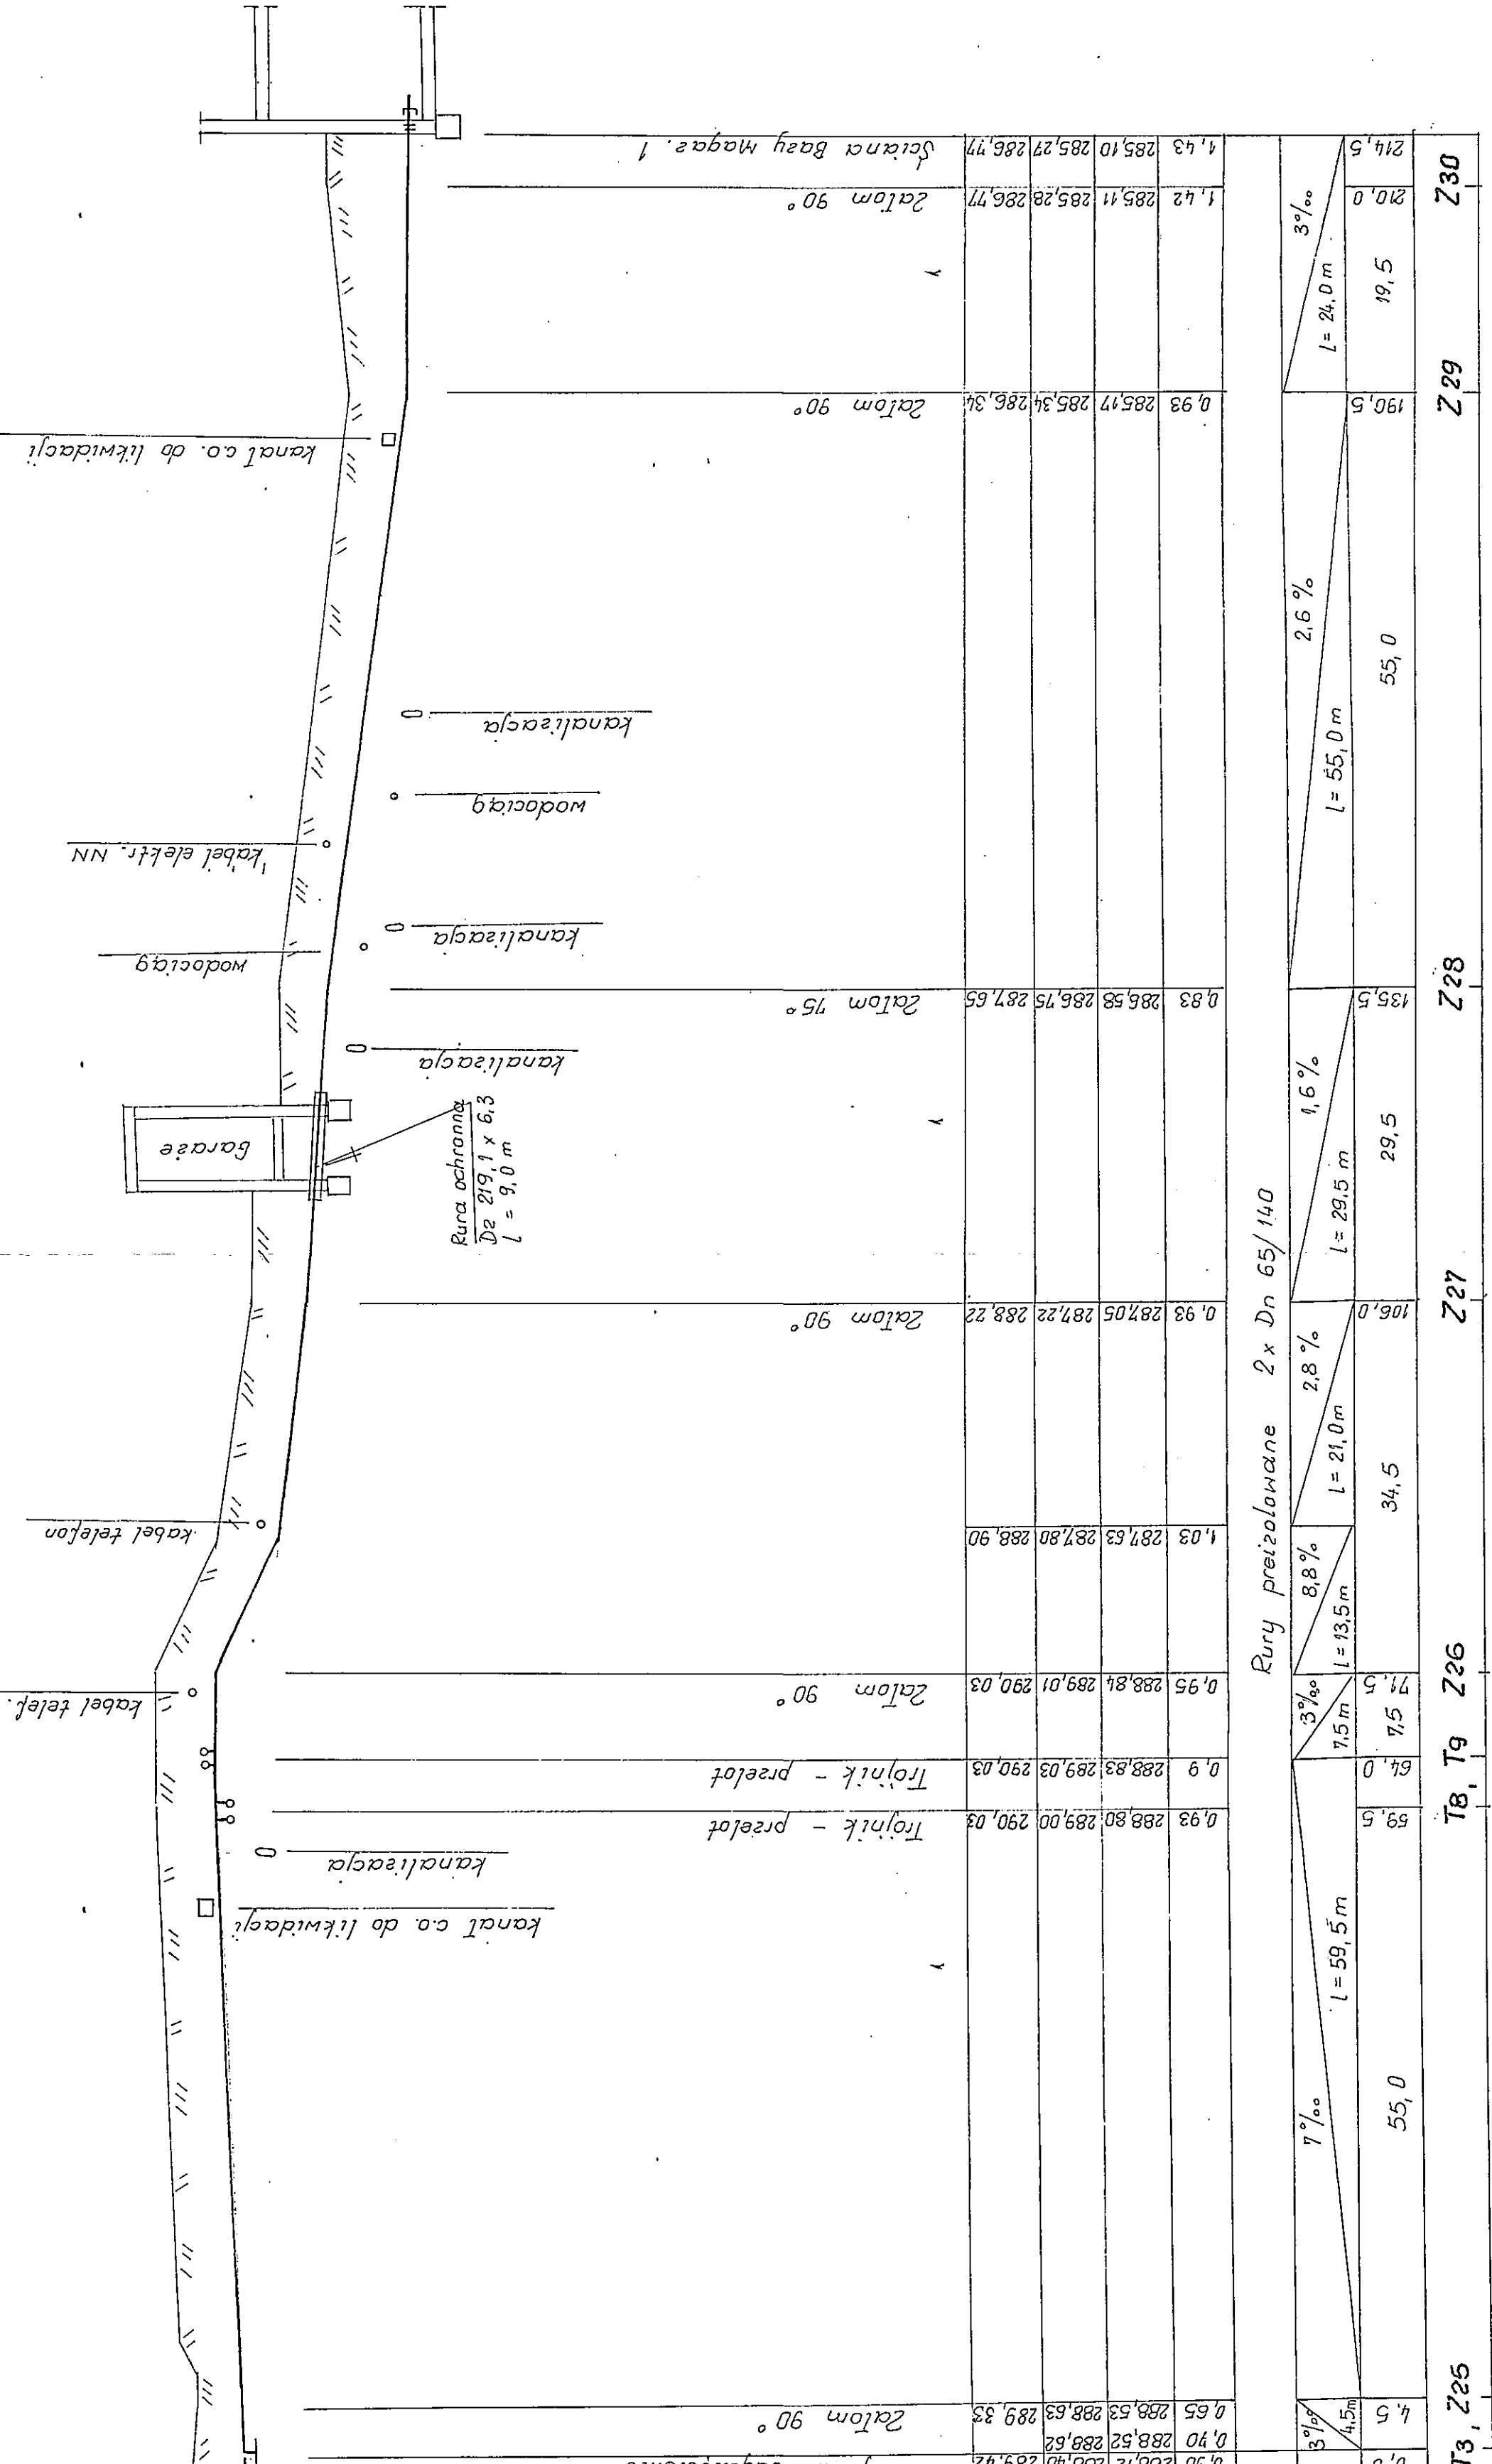 kanał c.o. do likwidacji
kabel elektr. NN
wodociąg
kanalizacja
wodociąg
kanalizacja
kanalizacja
Garaże
Rura ochronna
Dz 219,1 x 6,3
l = 9,0 m
kabel telefon
kabel telef.
kanalizacja
kanał c.o. do likwidacji
Ściana Bazy Magaz. 1
286,77 285,27 285,10 1,43
Załom 90°
286,77 285,28 285,11 1,42
Załom 90°
286,34 285,34 285,17 0,93
Załom 75°
287,65 286,75 286,58 0,83
Załom 90°
288,22 287,22 287,05 0,93
288,90 287,80 287,63 1,03
Załom 90°
290,03 289,01 288,84 0,95
Trójnik - przelot
290,03 289,03 288,83 0,9
Trójnik - przelot
290,03 289,00 288,80 0,93
Załom 90°
289,33 288,63 288,53 0,65
288,62 288,52 0,70
Rury preizolowane 2 x Dn 65/140
3‰ l = 24,0 m
2,6 % l = 55,0 m
1,6 % l = 29,5 m
2,8 % l = 21,0 m
8,8 % l = 13,5 m
3‰ 7,5 m
7‰ l = 59,5 m
3‰ 4,5 m
214,5
210,0
19,5
190,5
55,0
135,5
29,5
106,0
34,5
71,5
7,5
64,0
59,5
55,0
4,5
Z30
Z29
Z28
Z27
Z26
T8, T9
T3, Z25